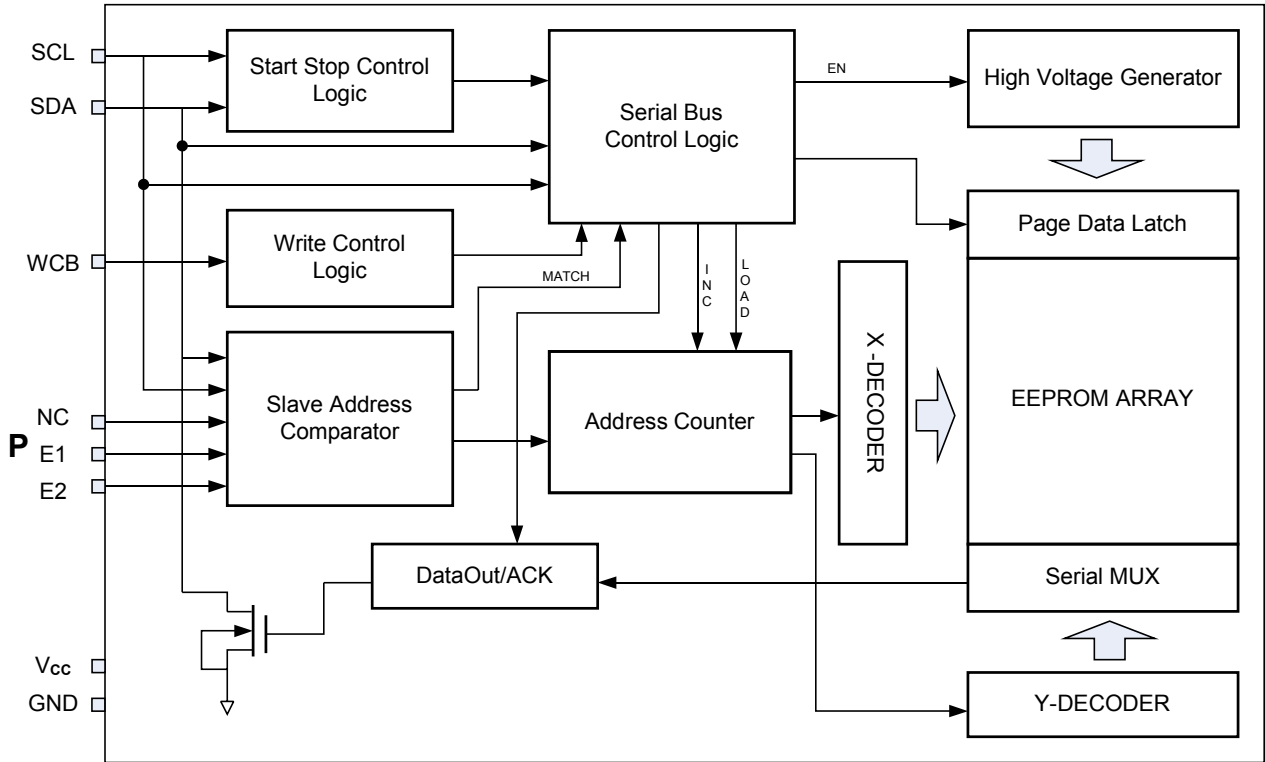 SCL
SDA
WCB
NC
P
E1
E2
Vcc
GND
Start Stop Control
Logic
Serial Bus
Control Logic
EN
High Voltage Generator
Write Control
Logic
MATCH
INC
LOAD
Page Data Latch
Slave Address
Comparator
Address Counter
X-DECODER
EEPROM ARRAY
DataOut/ACK
Serial MUX
Y-DECODER